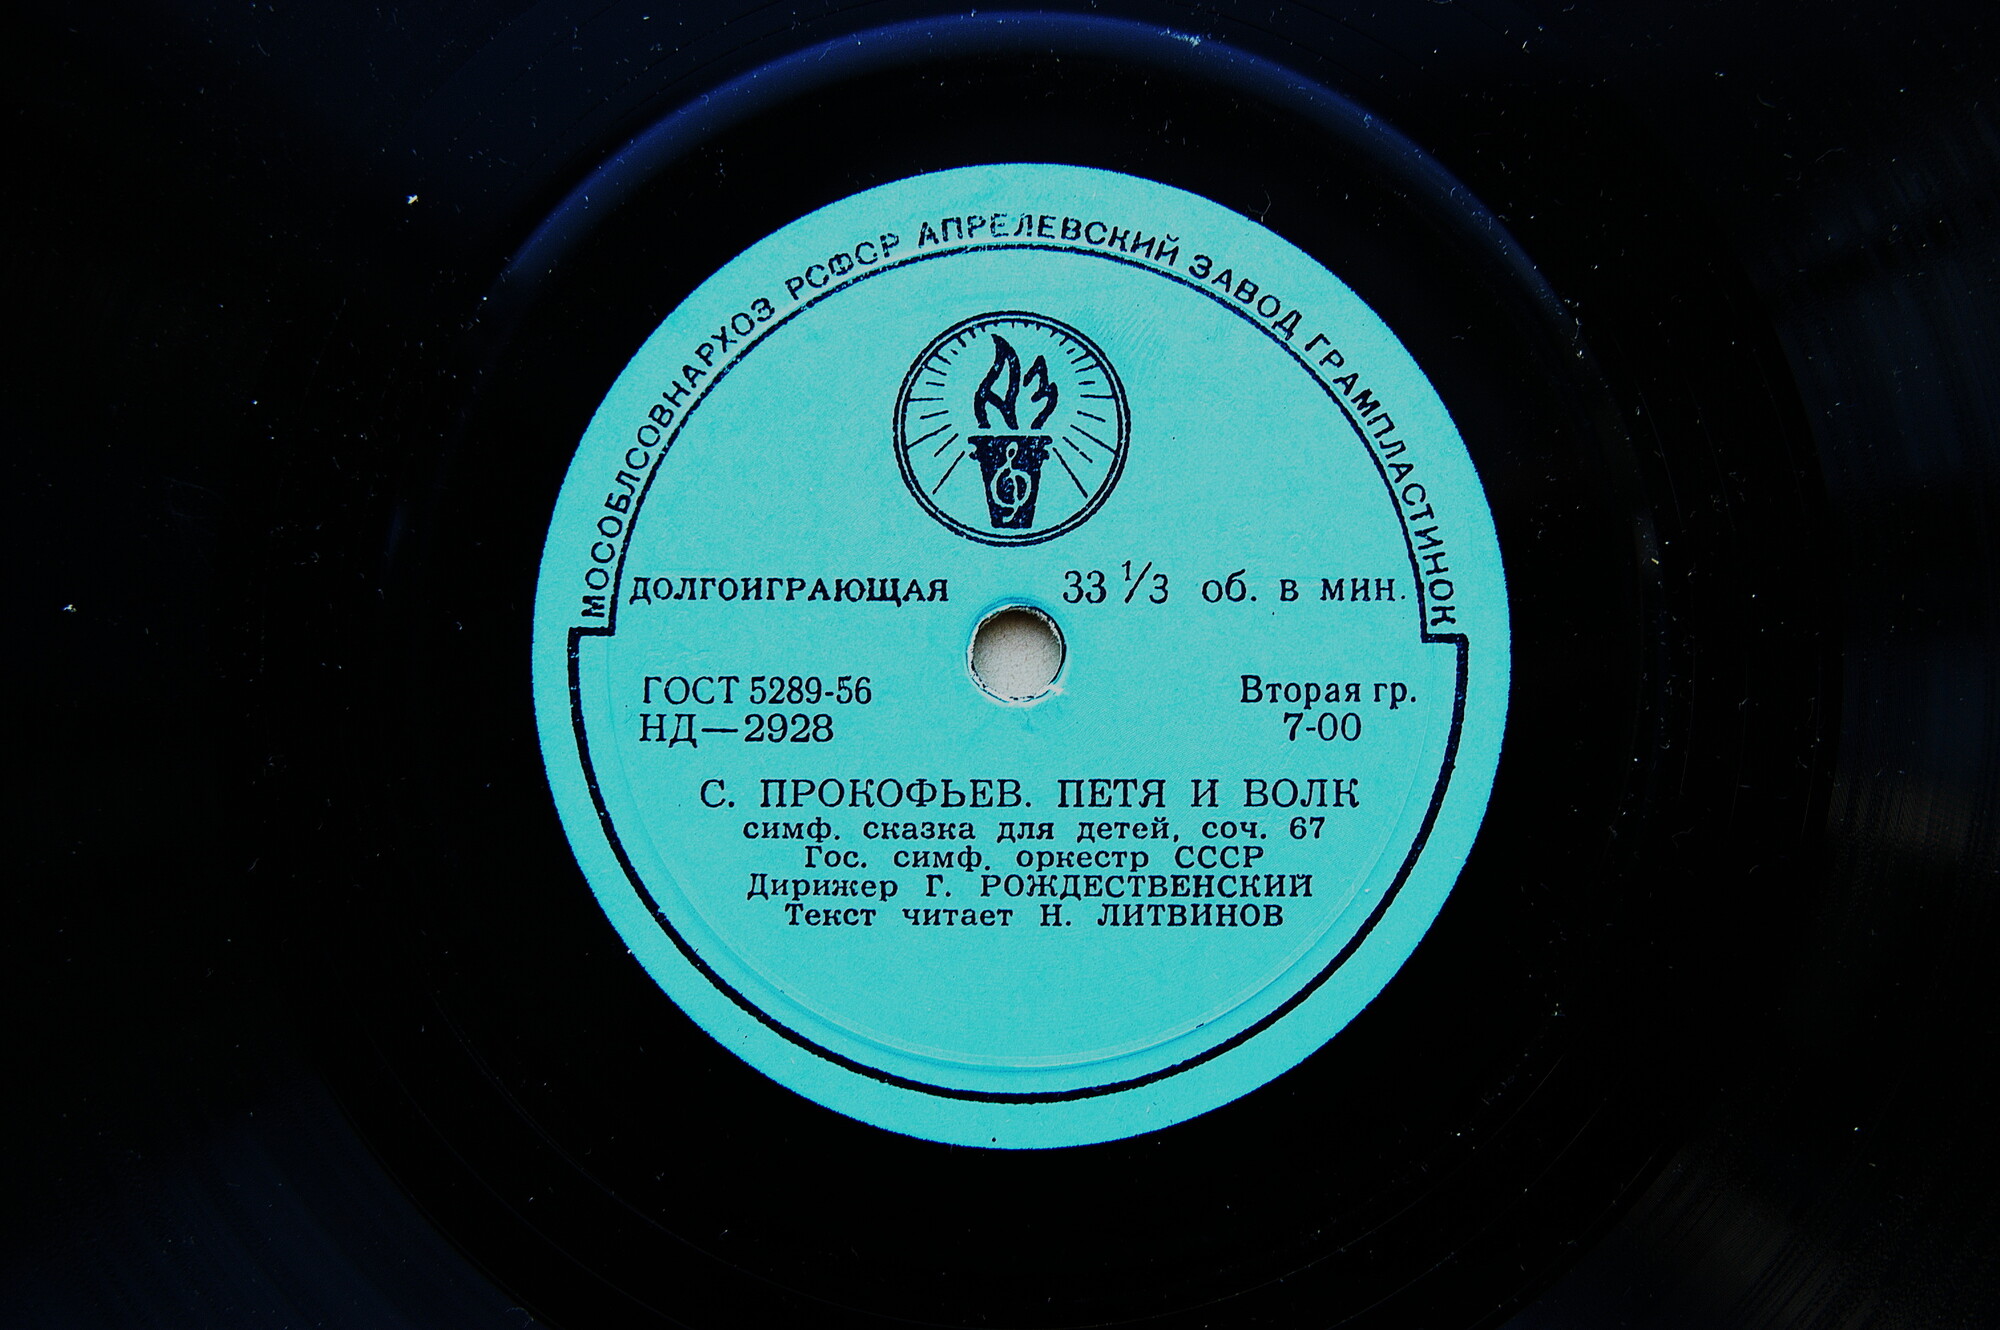 МОСОБЛСОВНАРХОЗ РСФСР АПРЕЛЕВСКИЙ ЗАВОД ГРАМПЛАСТИНОК
АЗ
ДОЛГОИГРАЮЩАЯ 33 1/3 об. в мин.
ГОСТ 5289-56 Вторая гр.
НД—2928 7-00
С. ПРОКОФЬЕВ. ПЕТЯ И ВОЛК
симф. сказка для детей, соч. 67
Гос. симф. оркестр СССР
Дирижер Г. РОЖДЕСТВЕНСКИЙ
Текст читает Н. ЛИТВИНОВ